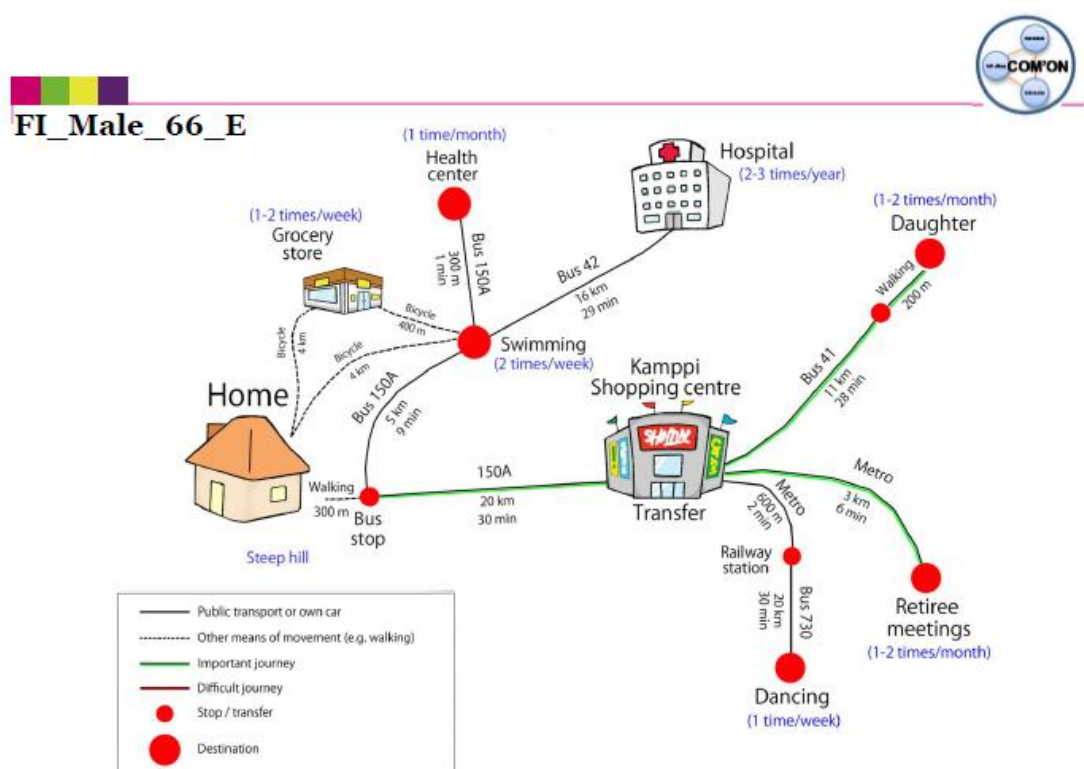 COM'ON
FI_Male_66_E
(1 time/month)
Health
center
Hospital
(2-3 times/year)
(1-2 times/week)
Grocery
store
(1-2 times/month)
Daughter
Bus 150A
300 m
1 min
Bus 42
16 km
29 min
Walking
200 m
Bicycle
400 m
Bicycle
4 km
Bicycle
4 km
Swimming
(2 times/week)
Kamppi
Shopping centre
Bus 41
11 km
28 min
Home
Bus 150A
5 km
9 min
Walking
300 m
Bus
stop
150A
20 km
30 min
Transfer
Metro
600 m
2 min
Metro
3 km
6 min
Steep hill
Railway
station
Bus 730
20 km
30 min
Retiree
meetings
(1-2 times/month)
Dancing
(1 time/week)
Public transport or own car
Other means of movement (e.g. walking)
Important journey
Difficult journey
Stop / transfer
Destination